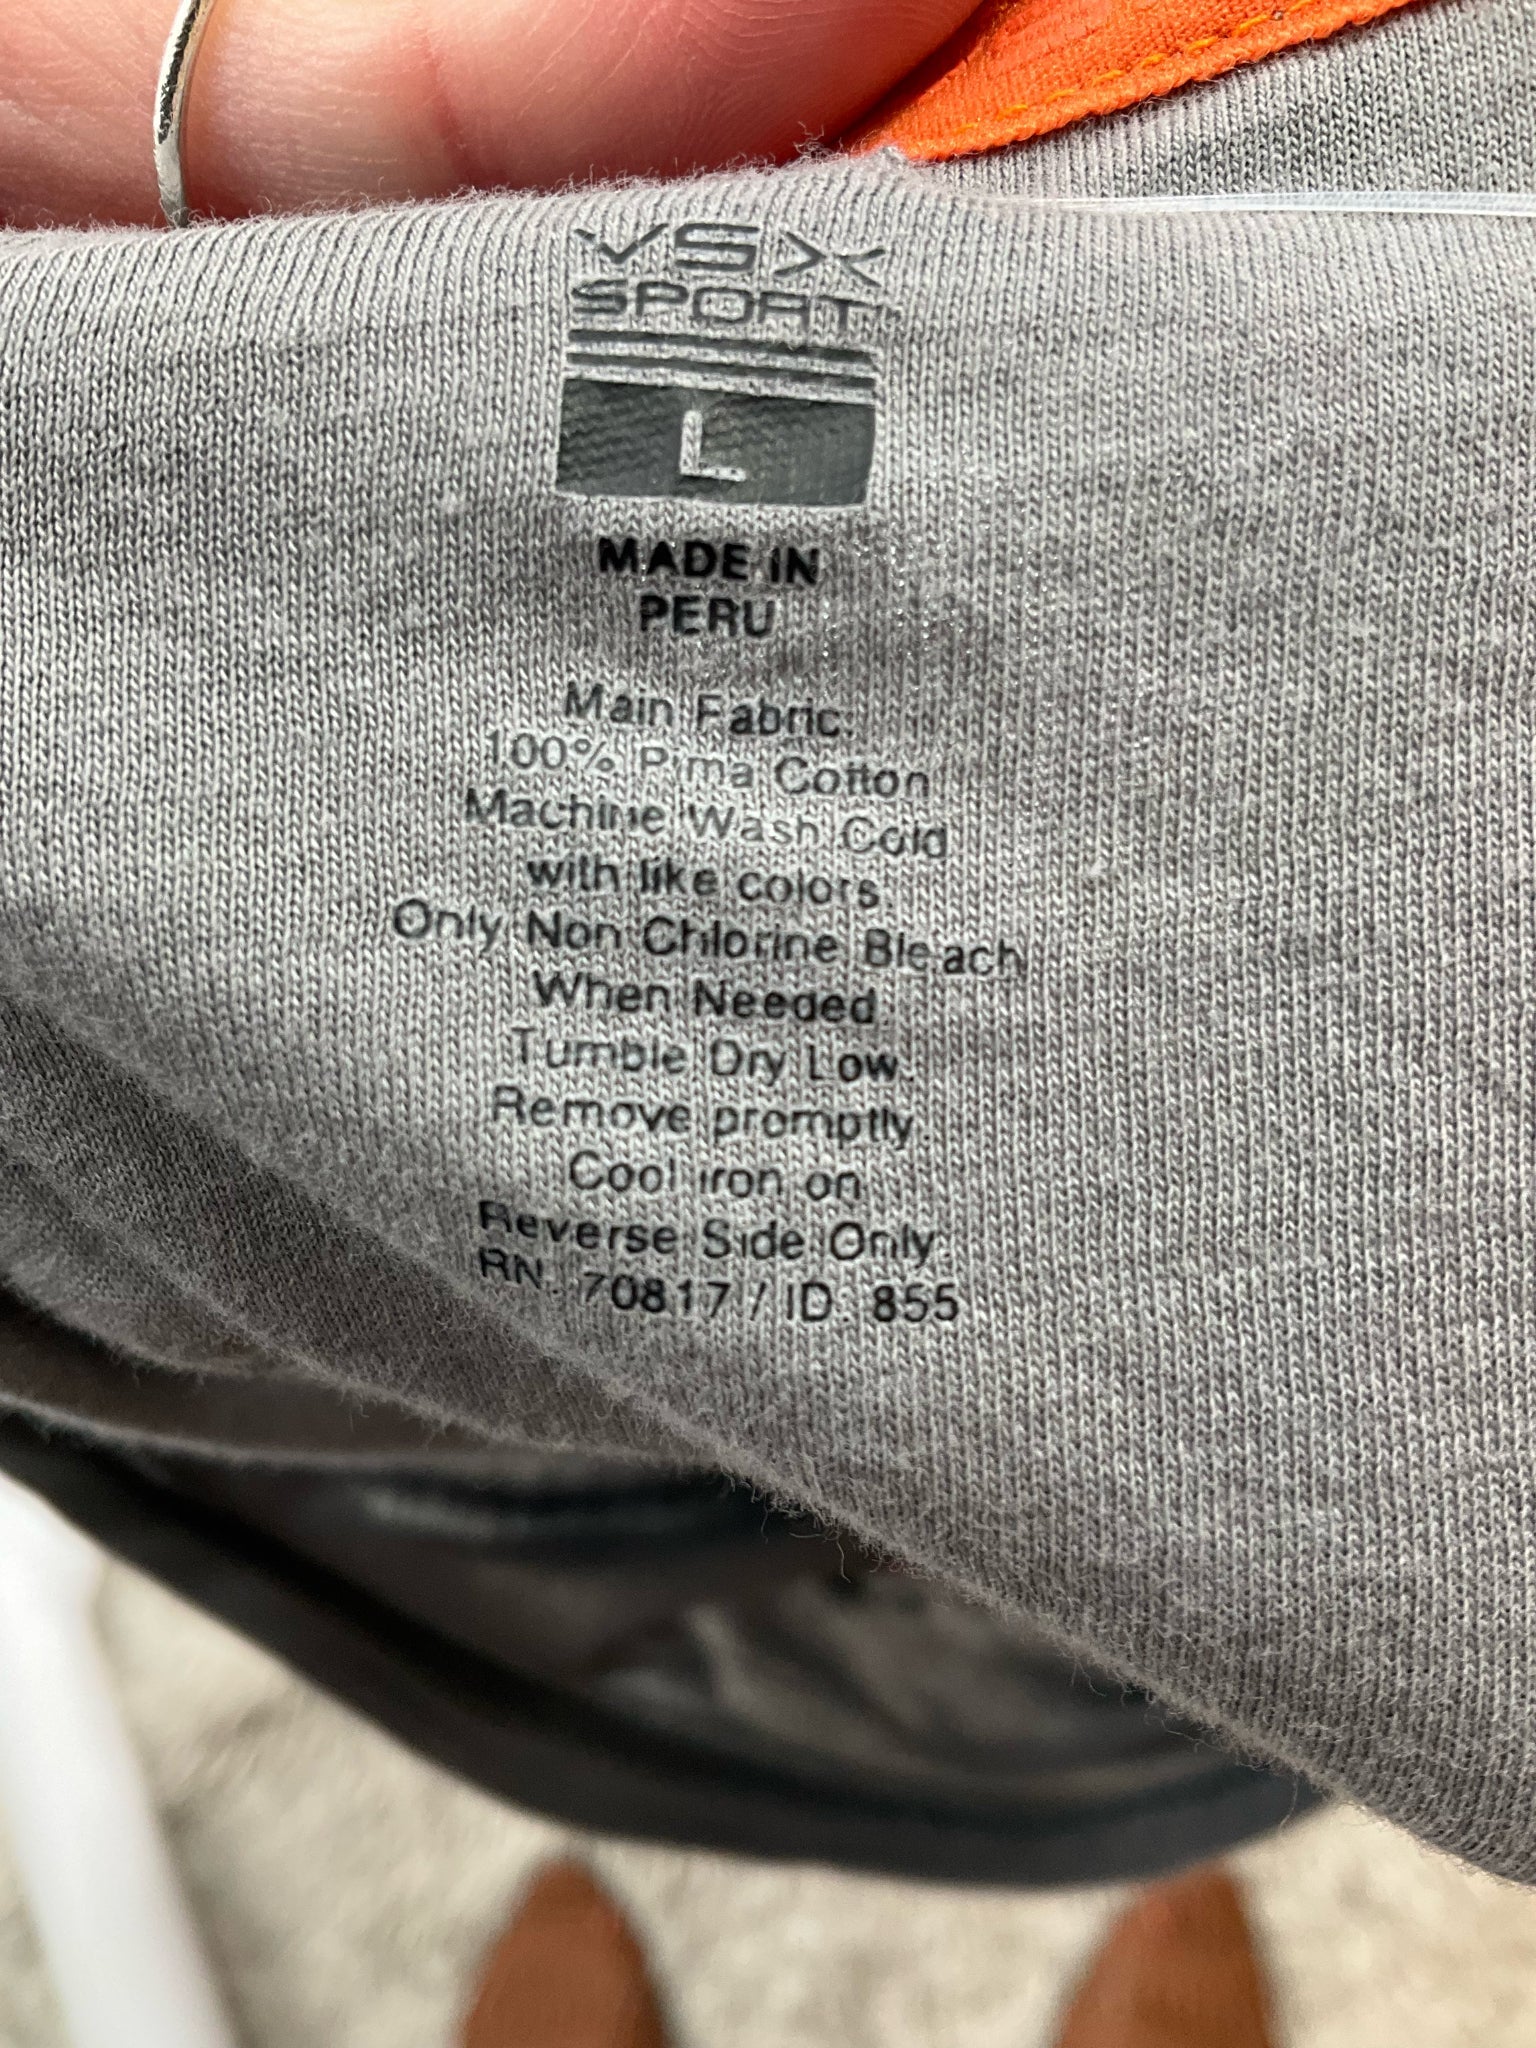 VSX
SPORT™
L
MADE IN
PERU
Main Fabric:
100% Pima Cotton
Machine Wash Cold
with like colors.
Only Non Chlorine Bleach
When Needed.
Tumble Dry Low.
Remove promptly.
Cool iron on
Reverse Side Only.
RN. 70817 / ID. 855